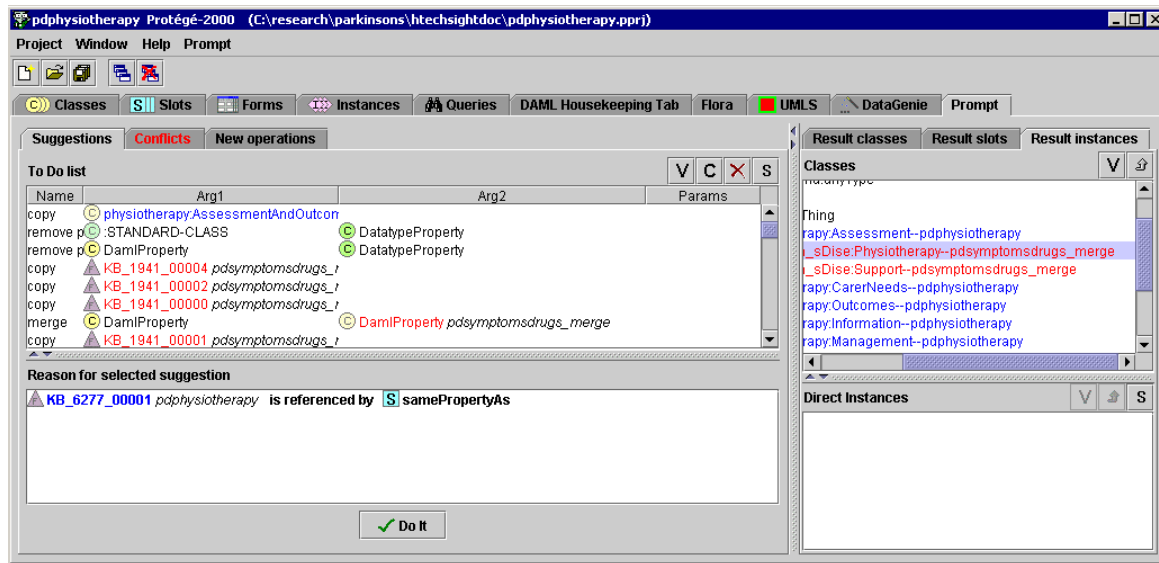 pdphysiotherapy Protégé-2000 (C:\research\parkinsons\htechsightdoc\pdphysiotherapy.pprj)
Project Window Help Prompt
C Classes S Slots Forms Instances Queries DAML Housekeeping Tab Flora UMLS DataGenie Prompt
Suggestions Conflicts New operations
To Do list V C S
Name Arg1 Arg2 Params
copy C physiotherapy:AssessmentAndOutcon
remove p C :STANDARD-CLASS C DatatypeProperty
remove p C DamlProperty C DatatypeProperty
copy KB_1941_00004 pdsymptomsdrugs_r
copy KB_1941_00002 pdsymptomsdrugs_r
copy KB_1941_00000 pdsymptomsdrugs_r
merge C DamlProperty C DamlProperty pdsymptomsdrugs_merge
copy KB_1941_00001 pdsymptomsdrugs_r
Reason for selected suggestion
KB_6277_00001 pdphysiotherapy is referenced by S samePropertyAs
Do It
Result classes Result slots Result instances
Classes V
Thing
rapy:Assessment--pdphysiotherapy
_sDise:Physiotherapy--pdsymptomsdrugs_merge
_sDise:Support--pdsymptomsdrugs_merge
rapy:CarerNeeds--pdphysiotherapy
rapy:Outcomes--pdphysiotherapy
rapy:Information--pdphysiotherapy
rapy:Management--pdphysiotherapy
Direct Instances V S